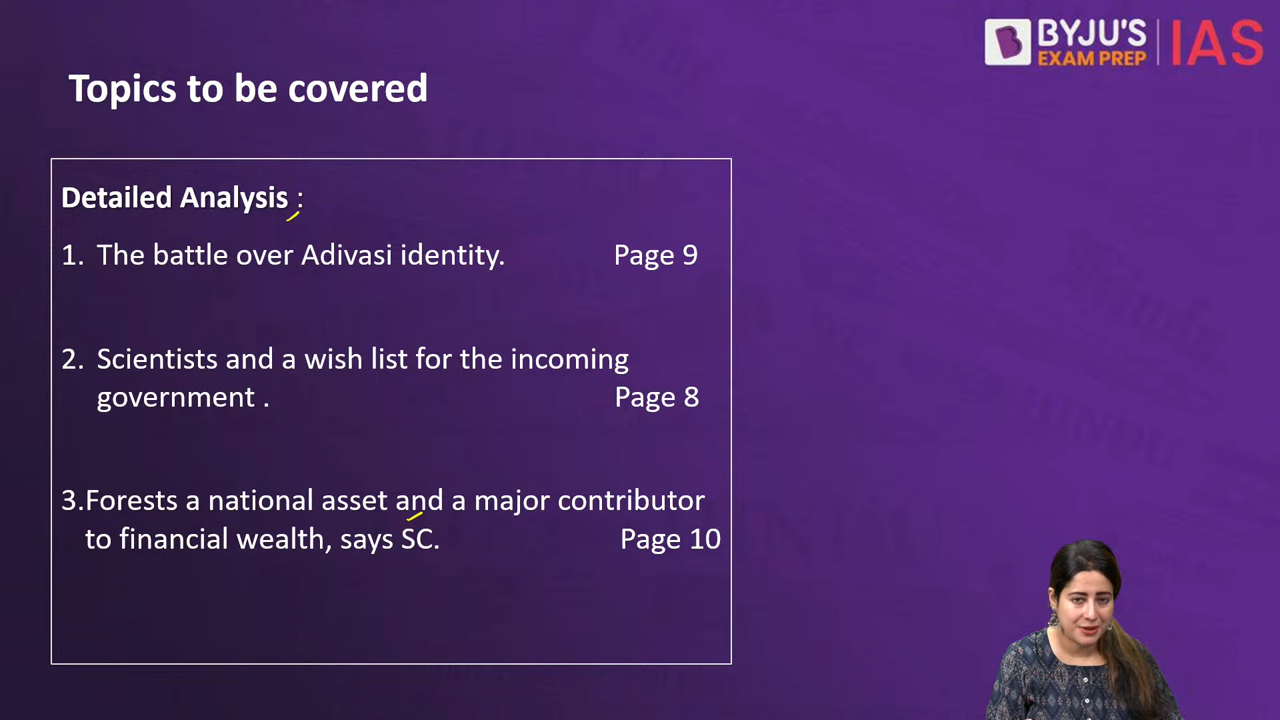 BYJU'S
EXAM PREP
IAS
Topics to be covered
Detailed Analysis :
1. The battle over Adivasi identity. Page 9
2. Scientists and a wish list for the incoming
government . Page 8
3.Forests a national asset and a major contributor
to financial wealth, says SC. Page 10